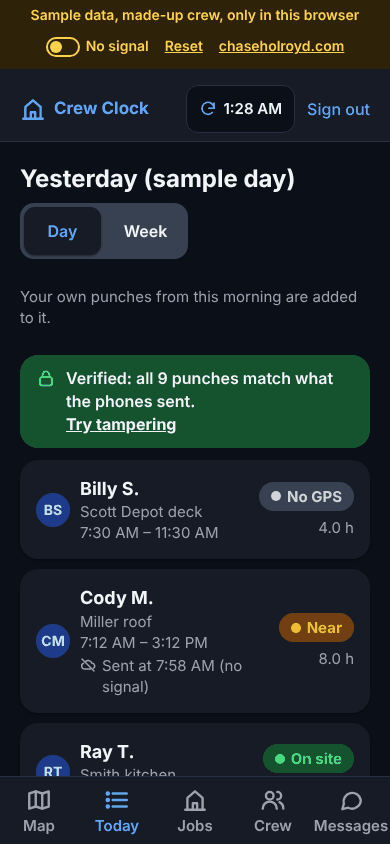 Sample data, made-up crew, only in this browser
No signal Reset chaseholroyd.com
Crew Clock 1:28 AM Sign out
Yesterday (sample day)
Day Week
Your own punches from this morning are added
to it.
Verified: all 9 punches match what
the phones sent.
Try tampering
BS
Billy S.
Scott Depot deck
7:30 AM – 11:30 AM
No GPS
4.0 h
CM
Cody M.
Miller roof
7:12 AM – 3:12 PM
Sent at 7:58 AM (no
signal)
Near
8.0 h
RT
Ray T.
Smith kitchen
On site
Map Today Jobs Crew Messages